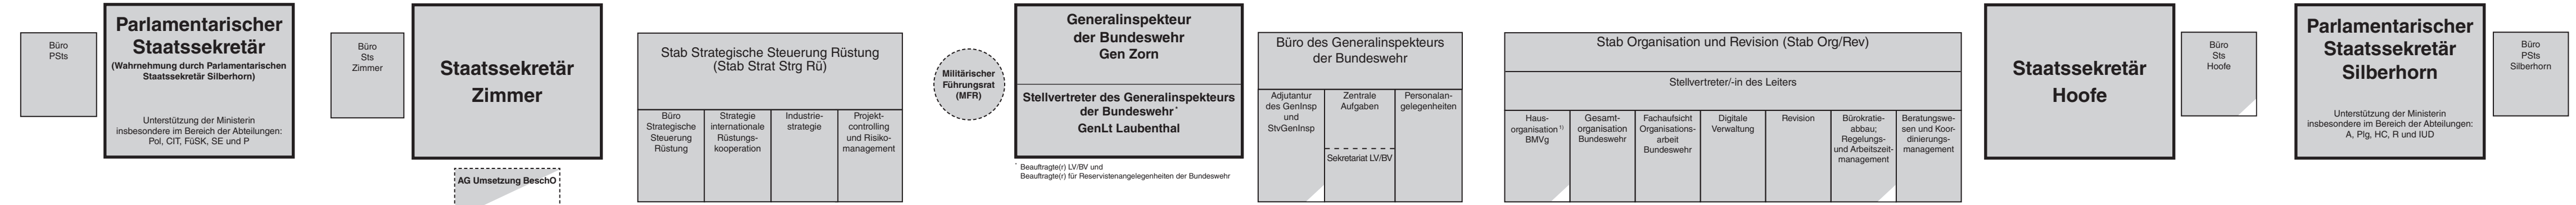 Büro
PSts
Parlamentarischer
Staatssekretär
(Wahrnehmung durch Parlamentarischen
Staatssekretär Silberhorn)
Unterstützung der Ministerin
insbesondere im Bereich der Abteilungen:
Pol, CIT, FüSK, SE und P
Büro
Sts
Zimmer
Staatssekretär
Zimmer
AG Umsetzung BeschO
Stab Strategische Steuerung Rüstung
(Stab Strat Strg Rü)
Büro
Strategische
Steuerung
Rüstung
Strategie
internationale
Rüstungs-
kooperation
Industrie-
strategie
Projekt-
controlling
und Risiko-
management
Militärischer
Führungsrat
(MFR)
Generalinspekteur
der Bundeswehr
Gen Zorn
Stellvertreter des Generalinspekteurs
der Bundeswehr*
GenLt Laubenthal
* Beauftragte(r) LV/BV und
Beauftragte(r) für Reservistenangelegenheiten der Bundeswehr
Büro des Generalinspekteurs
der Bundeswehr
Adjutantur
des GenInsp
und
StvGenInsp
Zentrale
Aufgaben
Sekretariat LV/BV
Personalan-
gelegenheiten
Stab Organisation und Revision (Stab Org/Rev)
Stellvertreter/-in des Leiters
Haus-
organisation 1)
BMVg
Gesamt-
organisation
Bundeswehr
Fachaufsicht
Organisations-
arbeit
Bundeswehr
Digitale
Verwaltung
Revision
Bürokratie-
abbau;
Regelungs-
und Arbeitszeit-
management
Beratungswe-
sen und Koor-
dinierungs-
management
Staatssekretär
Hoofe
Büro
Sts
Hoofe
Parlamentarischer
Staatssekretär
Silberhorn
Unterstützung der Ministerin
insbesondere im Bereich der Abteilungen:
A, Plg, HC, R und IUD
Büro
PSts
Silberhorn